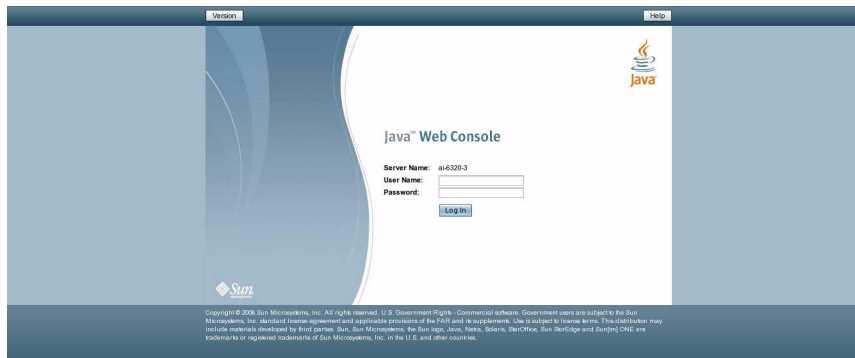 Version
Help
Java
Java™ Web Console
Server Name: ai-6320-3
User Name:
Password:
Log In
Sun
microsystems
Copyright © 2006 Sun Microsystems, Inc. All rights reserved. U.S. Government Rights - Commercial software. Government users are subject to the Sun
Microsystems, Inc. standard license agreement and applicable provisions of the FAR and its supplements. Use is subject to license terms. This distribution may
include materials developed by third parties. Sun, Sun Microsystems, the Sun logo, Java, Netra, Solaris, StarOffice, Sun StorEdge and Sun[tm] ONE are
trademarks or registered trademarks of Sun Microsystems, Inc. in the U.S. and other countries.